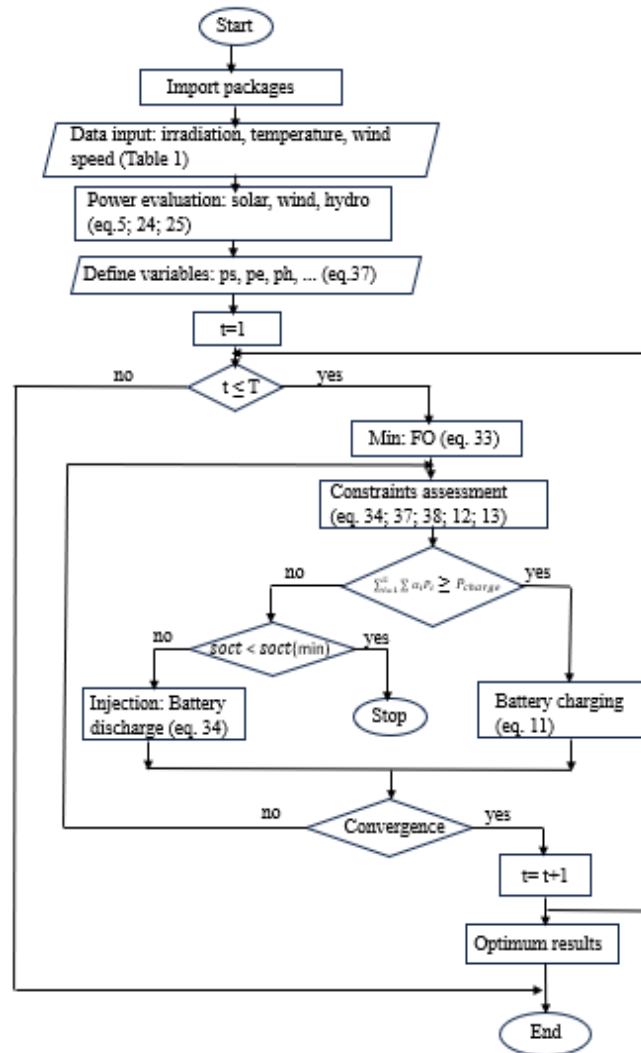 Start
Import packages
Data input: irradiation, temperature, wind
speed (Table 1)
Power evaluation: solar, wind, hydro
(eq.5; 24; 25)
Define variables: ps, pe, ph, ... (eq.37)
t=1
no
t ≤ T
yes
Min: FO (eq. 33)
Constraints assessment
(eq. 34; 37; 38; 12; 13)
no
≥ P_charge
yes
no
soct < soct(min)
yes
Injection: Battery
discharge (eq. 34)
Stop
Battery charging
(eq. 11)
no
Convergence
yes
t= t+1
Optimum results
End